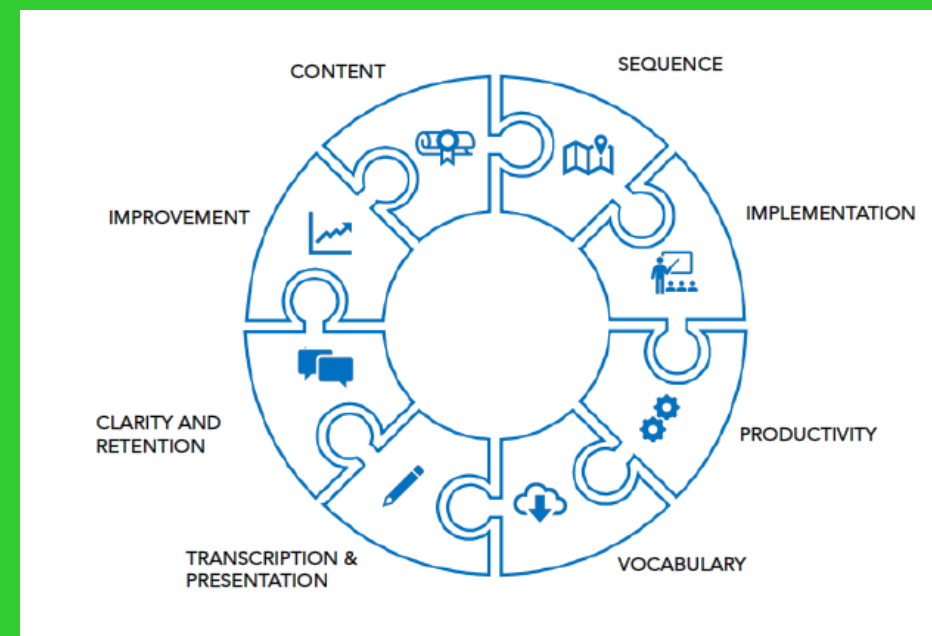 CONTENT
SEQUENCE
IMPROVEMENT
IMPLEMENTATION
CLARITY AND
RETENTION
PRODUCTIVITY
TRANSCRIPTION &
PRESENTATION
VOCABULARY